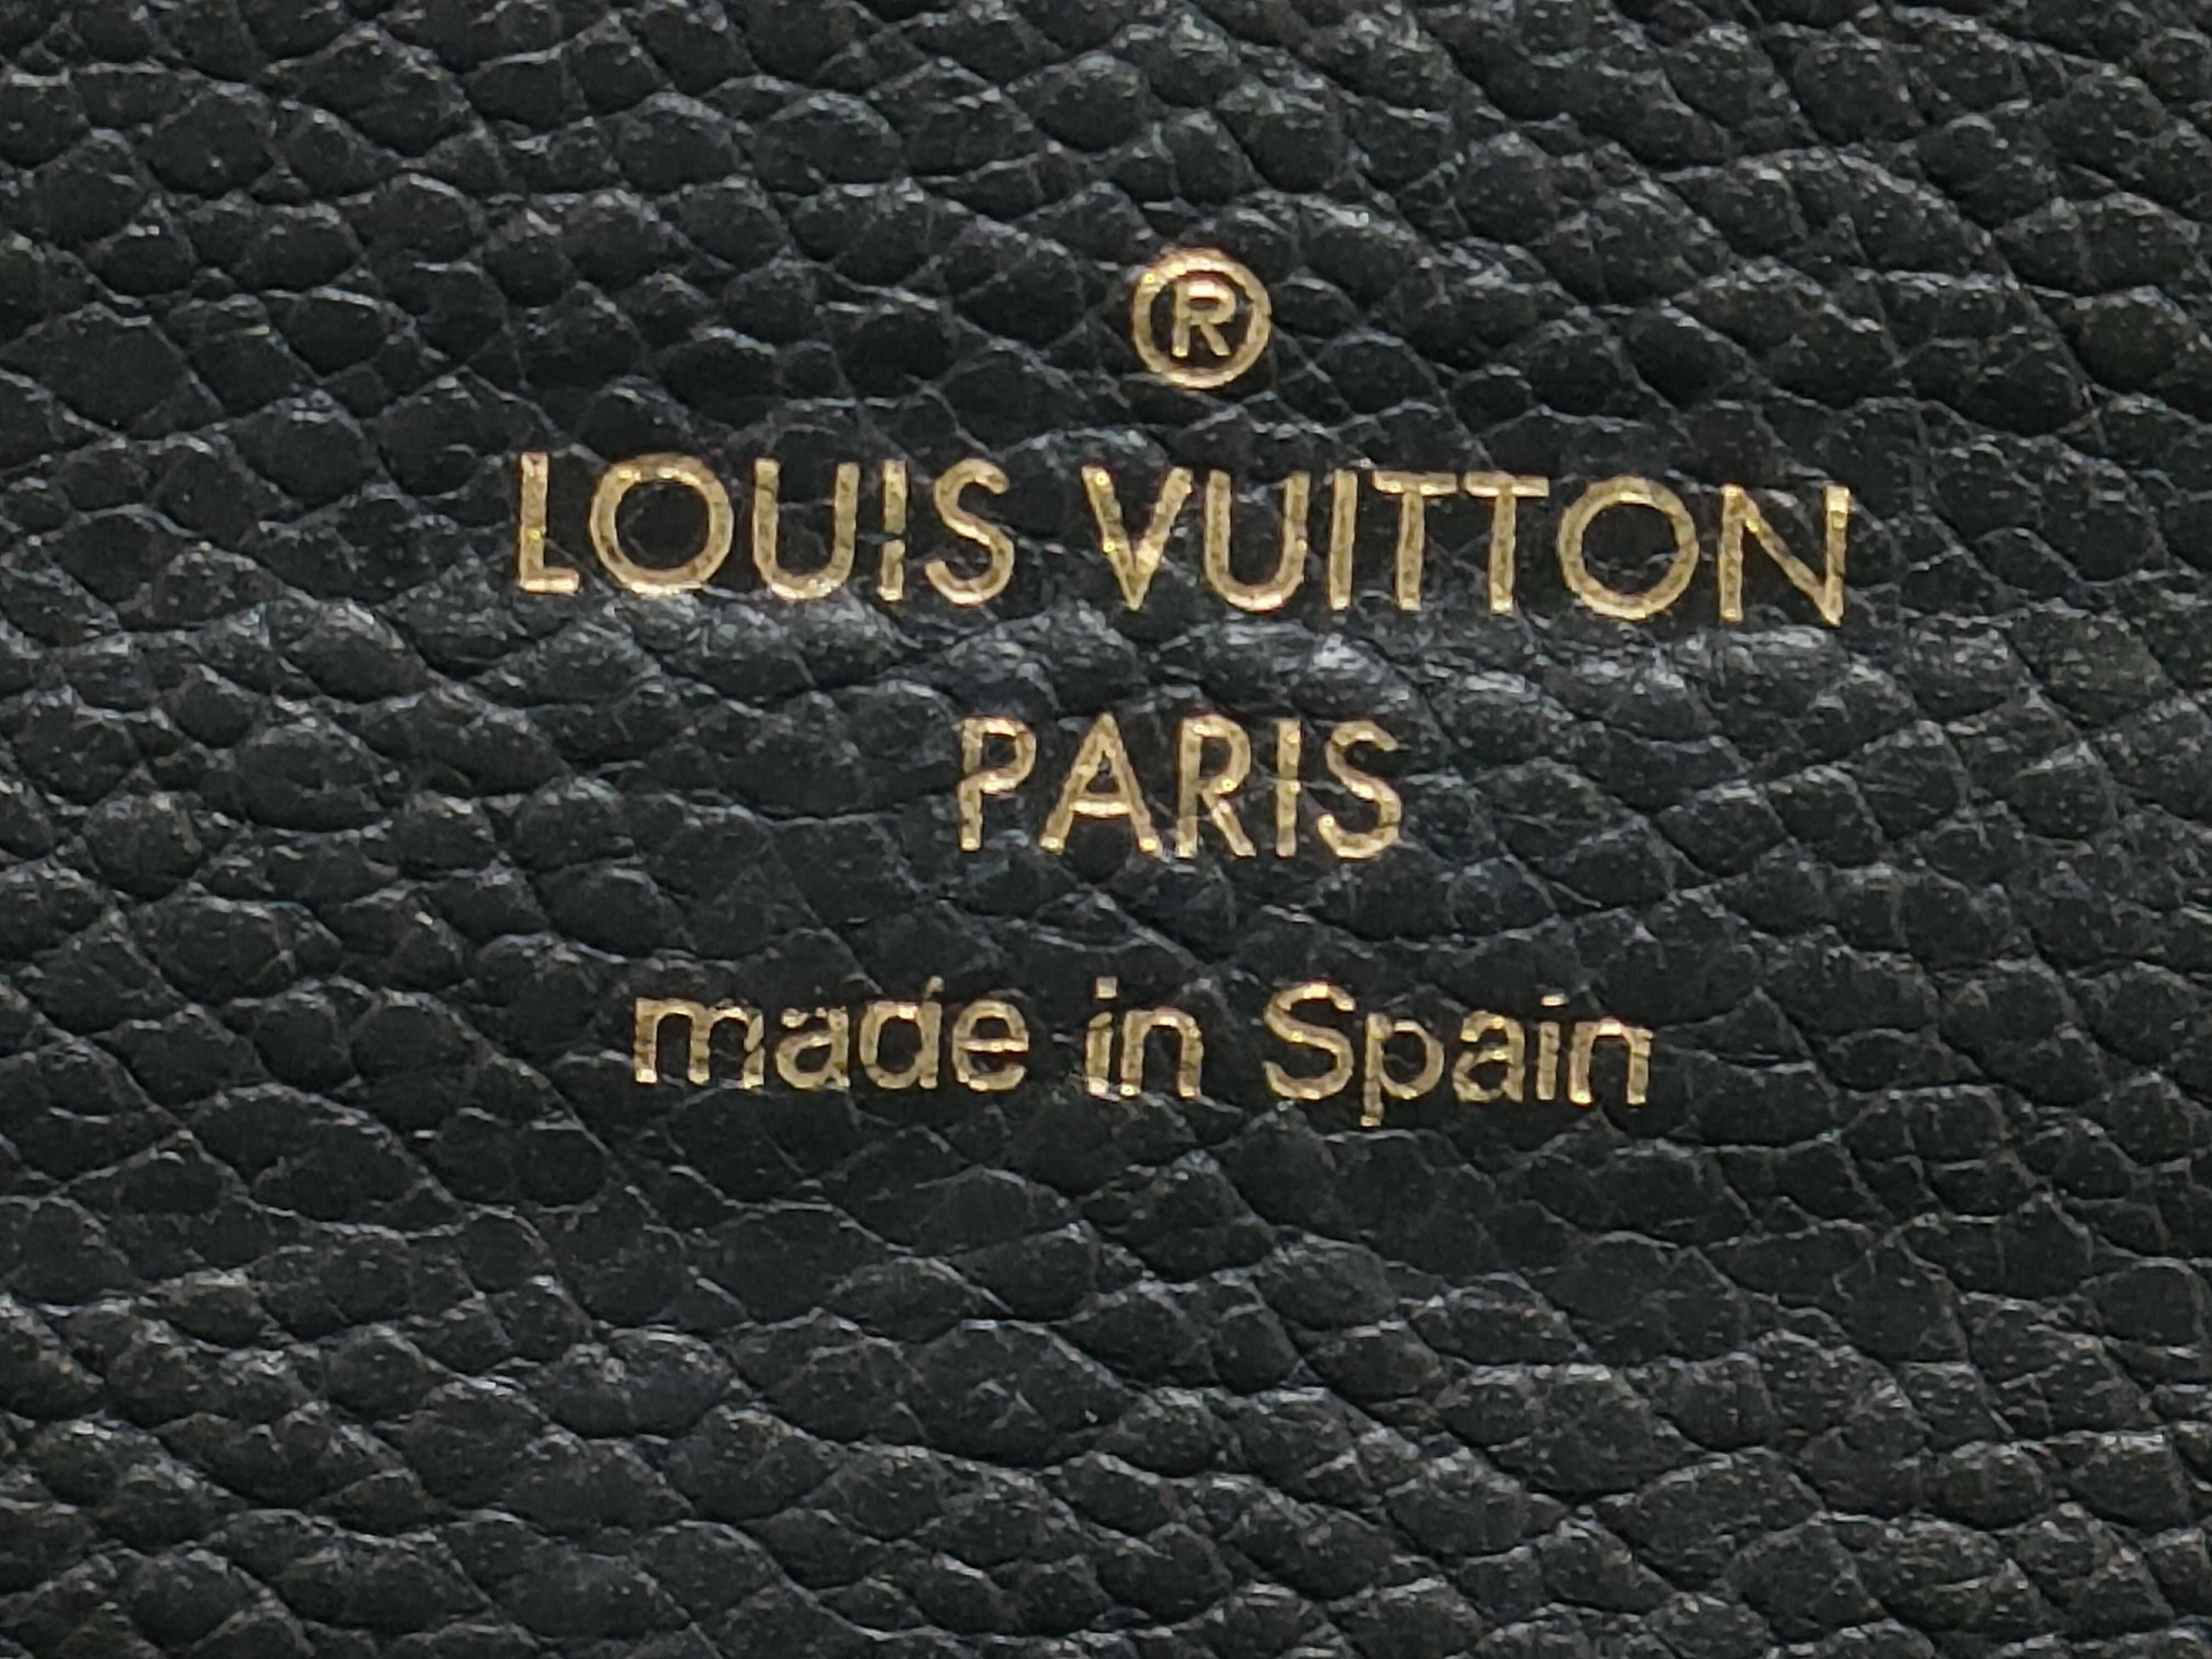 ®
LOUIS VUITTON
PARIS
made in Spain